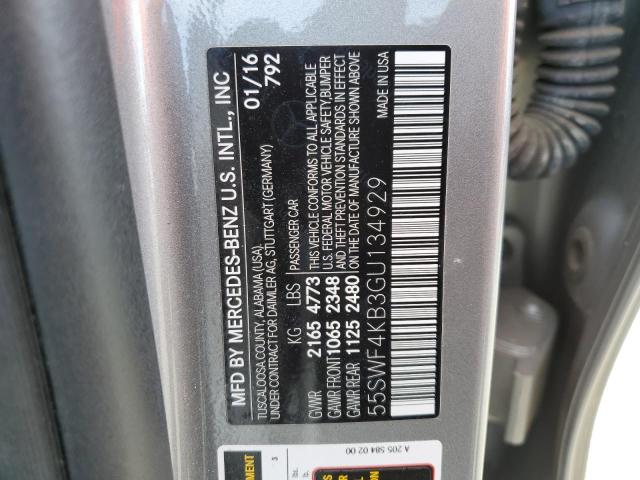 MFD BY MERCEDES-BENZ U.S. INTL., INC
TUSCALOOSA COUNTY, ALABAMA (USA),
UNDER CONTRACT FOR DAIMLER AG, STUTTGART (GERMANY)
01/16
792
KG LBS PASSENGER CAR
GVWR 2165 4773
GAWR FRONT 1065 2348
GAWR REAR 1125 2480
THIS VEHICLE CONFORMS TO ALL APPLICABLE
U.S. FEDERAL MOTOR VEHICLE SAFETY, BUMPER
AND THEFT PREVENTION STANDARDS IN EFFECT
ON THE DATE OF MANUFACTURE SHOWN ABOVE
55SWF4KB3GU134929
A 205 584 02 00
3